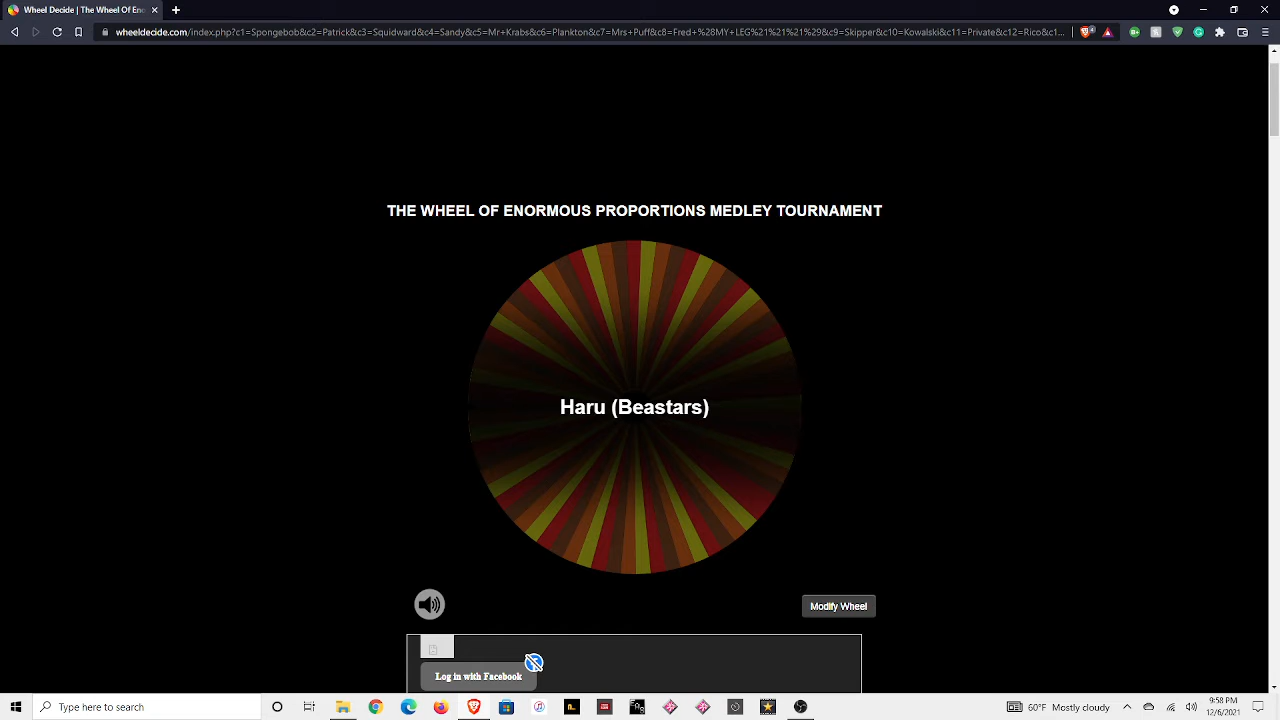 Wheel Decide | The Wheel Of Eno
wheeldecide.com/index.php?c1=Spongebob&c2=Patrick&c3=Squidward&c4=Sandy&c5=Mr+Krabs&c6=Plankton&c7=Mrs+Puff&c8=Fred+%28MY+LEG%21%21%21%29&c9=Skipper&c10=Kowalski&c11=Private&c12=Rico&c1...
THE WHEEL OF ENORMOUS PROPORTIONS MEDLEY TOURNAMENT
Haru (Beastars)
Modify Wheel
Log in with Facebook
Type here to search
60°F Mostly cloudy
9:58 PM
12/6/2021